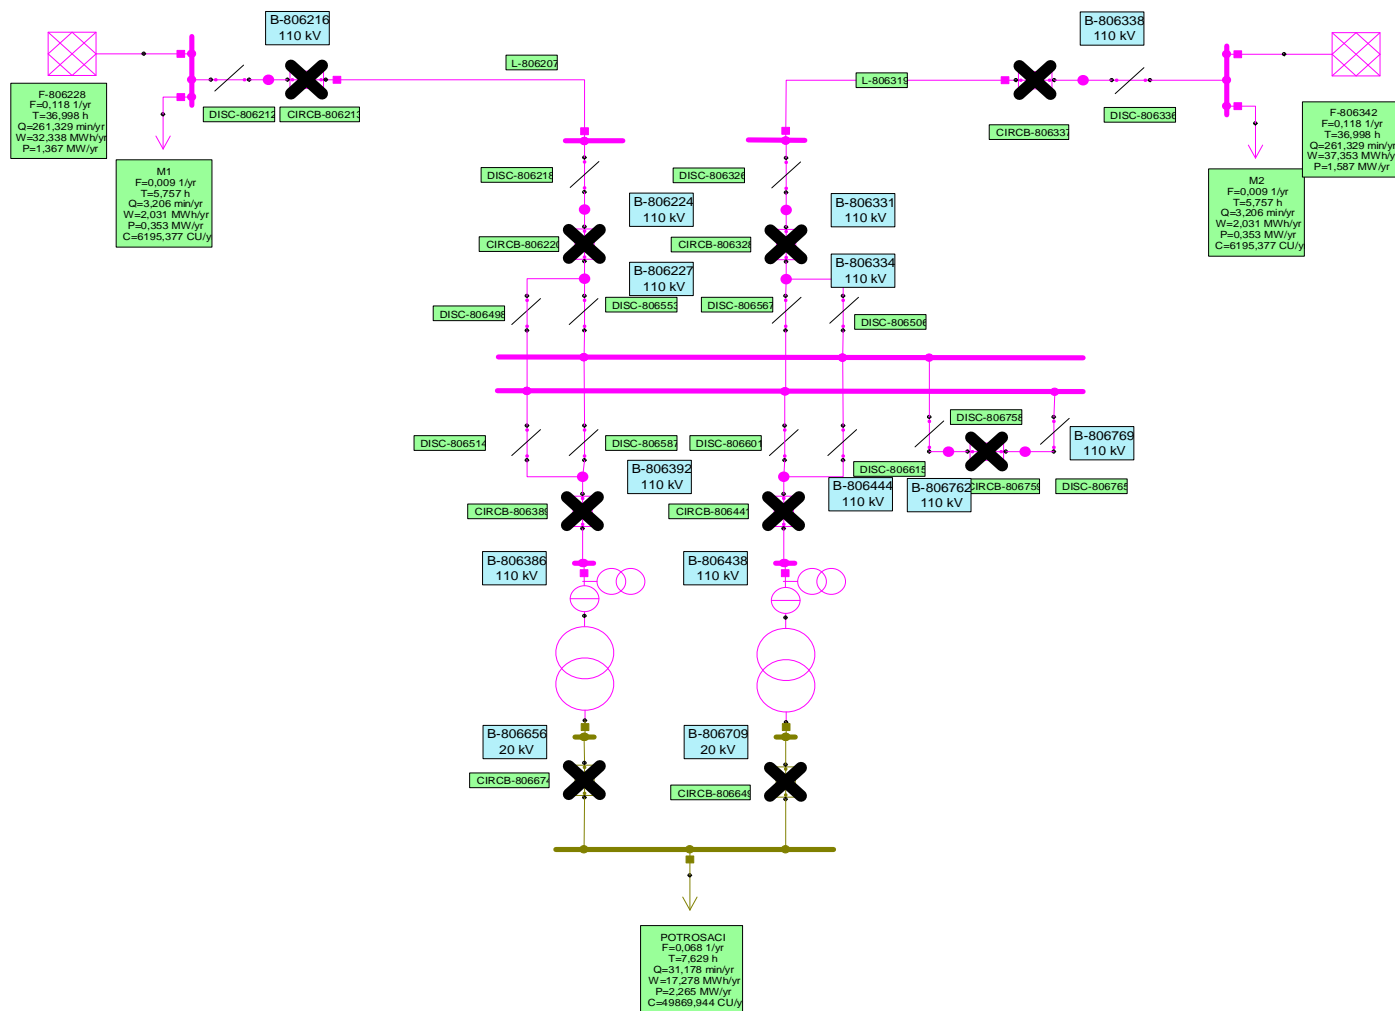 B-806216
110 kV
B-806338
110 kV
L-806207
L-806319
F-806228
F=0,118 1/yr
T=36,998 h
Q=261,329 min/yr
W=32,338 MWh/yr
P=1,367 MW/yr
DISC-806212
CIRCB-806213
CIRCB-806337
DISC-806336
F-806342
F=0,118 1/yr
T=36,998 h
Q=261,329 min/yr
W=37,353 MWh/y
P=1,587 MW/yr
M1
F=0,009 1/yr
T=5,757 h
Q=3,206 min/yr
W=2,031 MWh/yr
P=0,353 MW/yr
C=6195,377 CU/y
M2
F=0,009 1/yr
T=5,757 h
Q=3,206 min/yr
W=2,031 MWh/yr
P=0,353 MW/yr
C=6195,377 CU/y
DISC-806218
DISC-806326
B-806224
110 kV
B-806331
110 kV
CIRCB-806220
CIRCB-806328
B-806227
110 kV
B-806334
110 kV
DISC-806498
DISC-806553
DISC-806567
DISC-806506
DISC-806514
DISC-806587
DISC-806601
DISC-806758
B-806769
110 kV
B-806392
110 kV
DISC-806615
B-806444
110 kV
B-806762
110 kV
CIRCB-806759
DISC-806765
CIRCB-806389
CIRCB-806441
B-806386
110 kV
B-806438
110 kV
B-806656
20 kV
B-806709
20 kV
CIRCB-806674
CIRCB-806649
POTROSACI
F=0,068 1/yr
T=7,629 h
Q=31,178 min/yr
W=17,278 MWh/yr
P=2,265 MW/yr
C=49869,944 CU/y